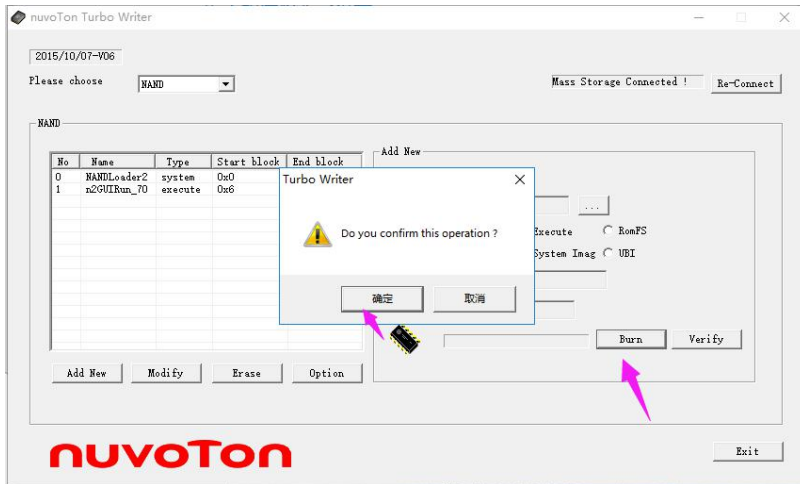 nuvoTon Turbo Writer
2015/10/07-V06
Please choose NAND Mass Storage Connected ! Re-Connect
NAND
Add New
No Name Type Start block End block
0 NANDLoader2 system 0x0
1 n2GUIRun_70 execute 0x6
Turbo Writer
Do you confirm this operation ?
确定 取消
...
Execute RomFS
System Imag UBI
Burn Verify
Add New Modify Erase Option
nuvoTon
Exit